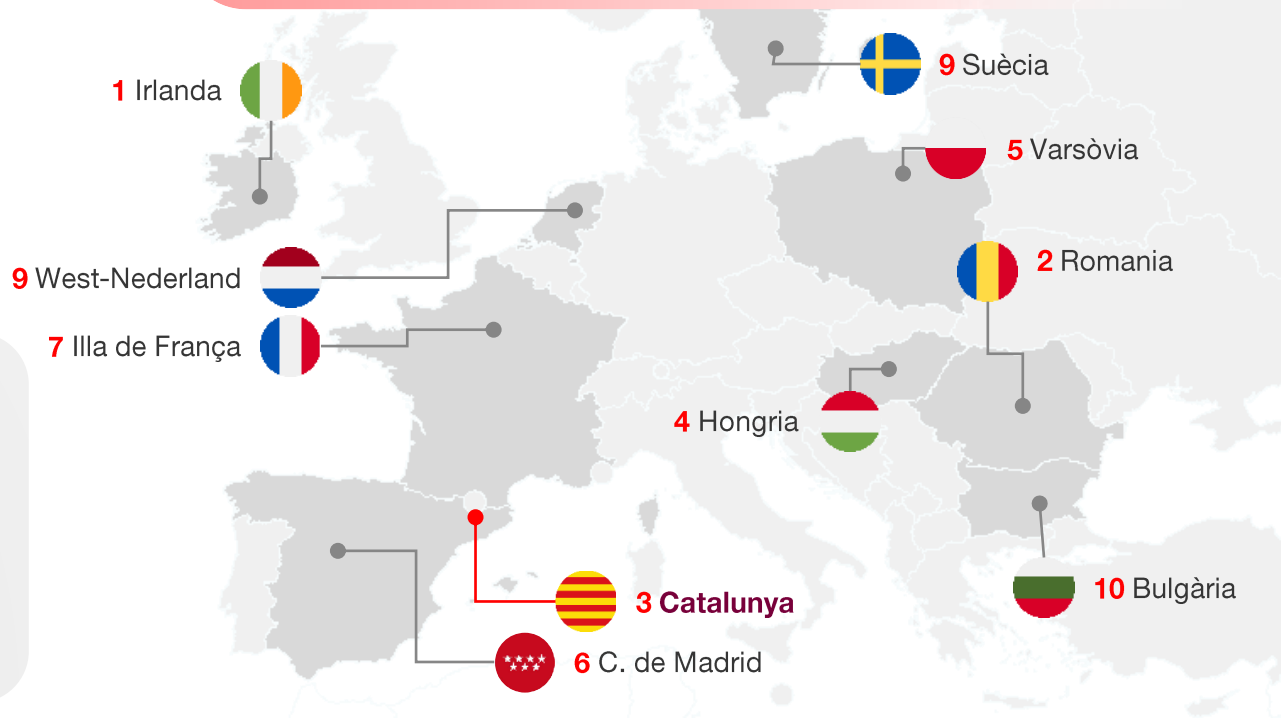 9 Suècia
1 Irlanda
5 Varsòvia
2 Romania
9 West-Nederland
7 Illa de França
4 Hongria
10 Bulgària
3 Catalunya
6 C. de Madrid